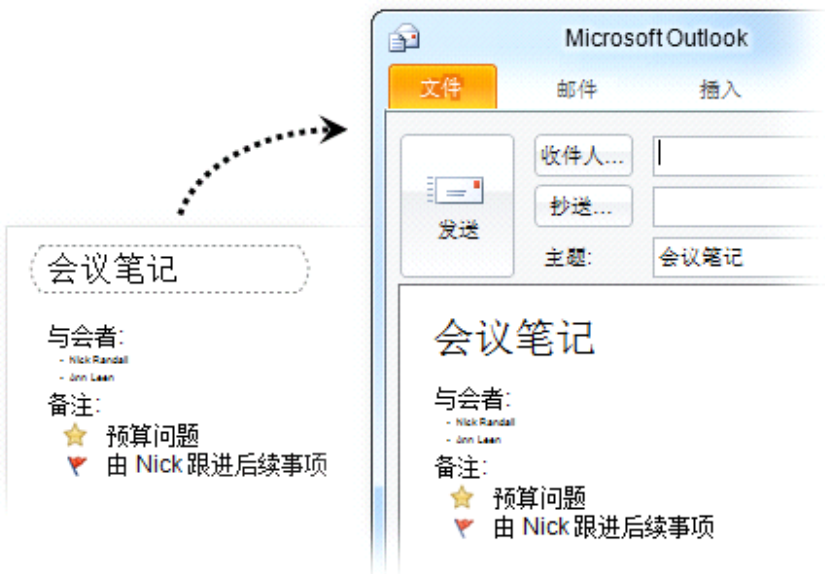 会议笔记
与会者:
- Nick Randall
- Ann Leen
备注:
预算问题
由 Nick 跟进后续事项
Microsoft Outlook
文件 邮件 插入
收件人...
抄送...
发送
主题: 会议笔记
会议笔记
与会者:
- Nick Randall
- Ann Leen
备注:
预算问题
由 Nick 跟进后续事项